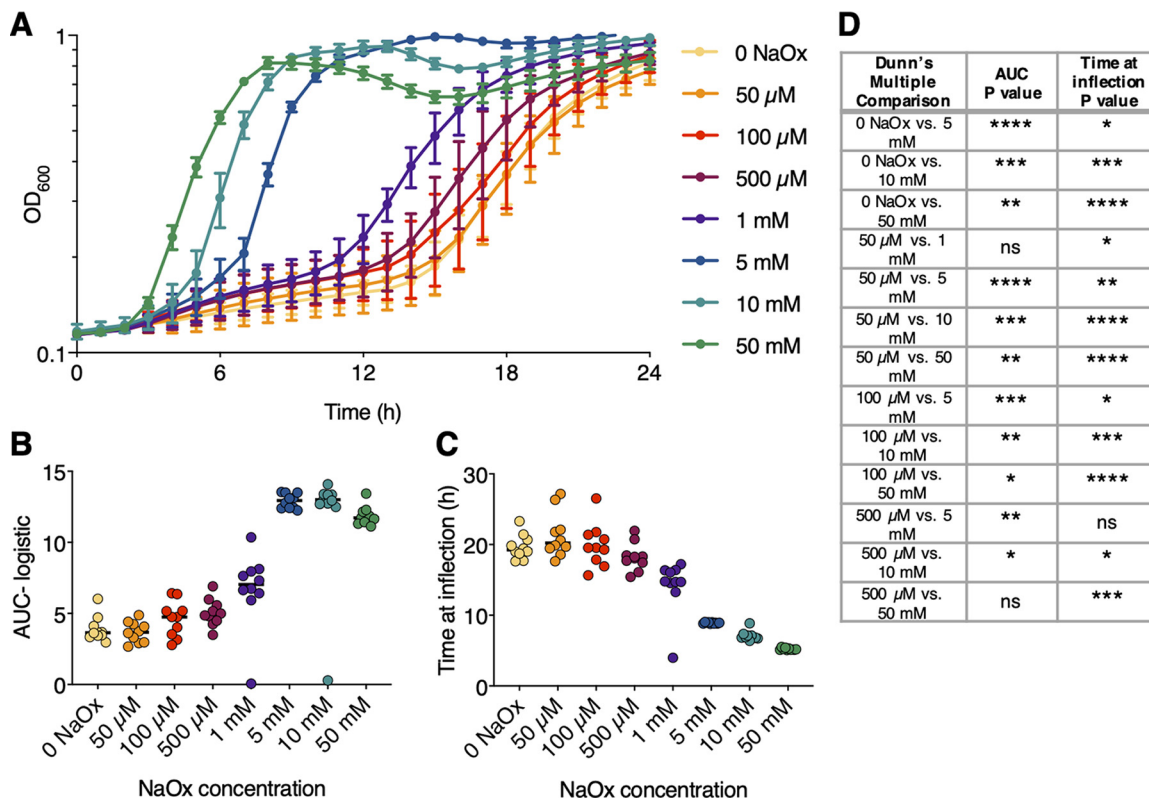 A
1
OD600
0.1
0
6
12
18
24
Time (h)
0 NaOx
50 µM
100 µM
500 µM
1 mM
5 mM
10 mM
50 mM
B
15
10
5
0
AUC- logistic
0 NaOx
50 µM
100 µM
500 µM
1 mM
5 mM
10 mM
50 mM
NaOx concentration
C
30
20
10
0
Time at inflection (h)
0 NaOx
50 µM
100 µM
500 µM
1 mM
5 mM
10 mM
50 mM
NaOx concentration
D
Dunn's
Multiple
Comparison
AUC
P value
Time at
inflection
P value
0 NaOx vs. 5
mM
****
*
0 NaOx vs.
10 mM
***
***
0 NaOx vs.
50 mM
**
****
50 µM vs. 1
mM
ns
*
50 µM vs. 5
mM
****
**
50 µM vs. 10
mM
***
****
50 µM vs. 50
mM
**
****
100 µM vs. 5
mM
***
*
100 µM vs.
10 mM
**
***
100 µM vs.
50 mM
*
****
500 µM vs. 5
mM
**
ns
500 µM vs.
10 mM
*
*
500 µM vs.
50 mM
ns
***